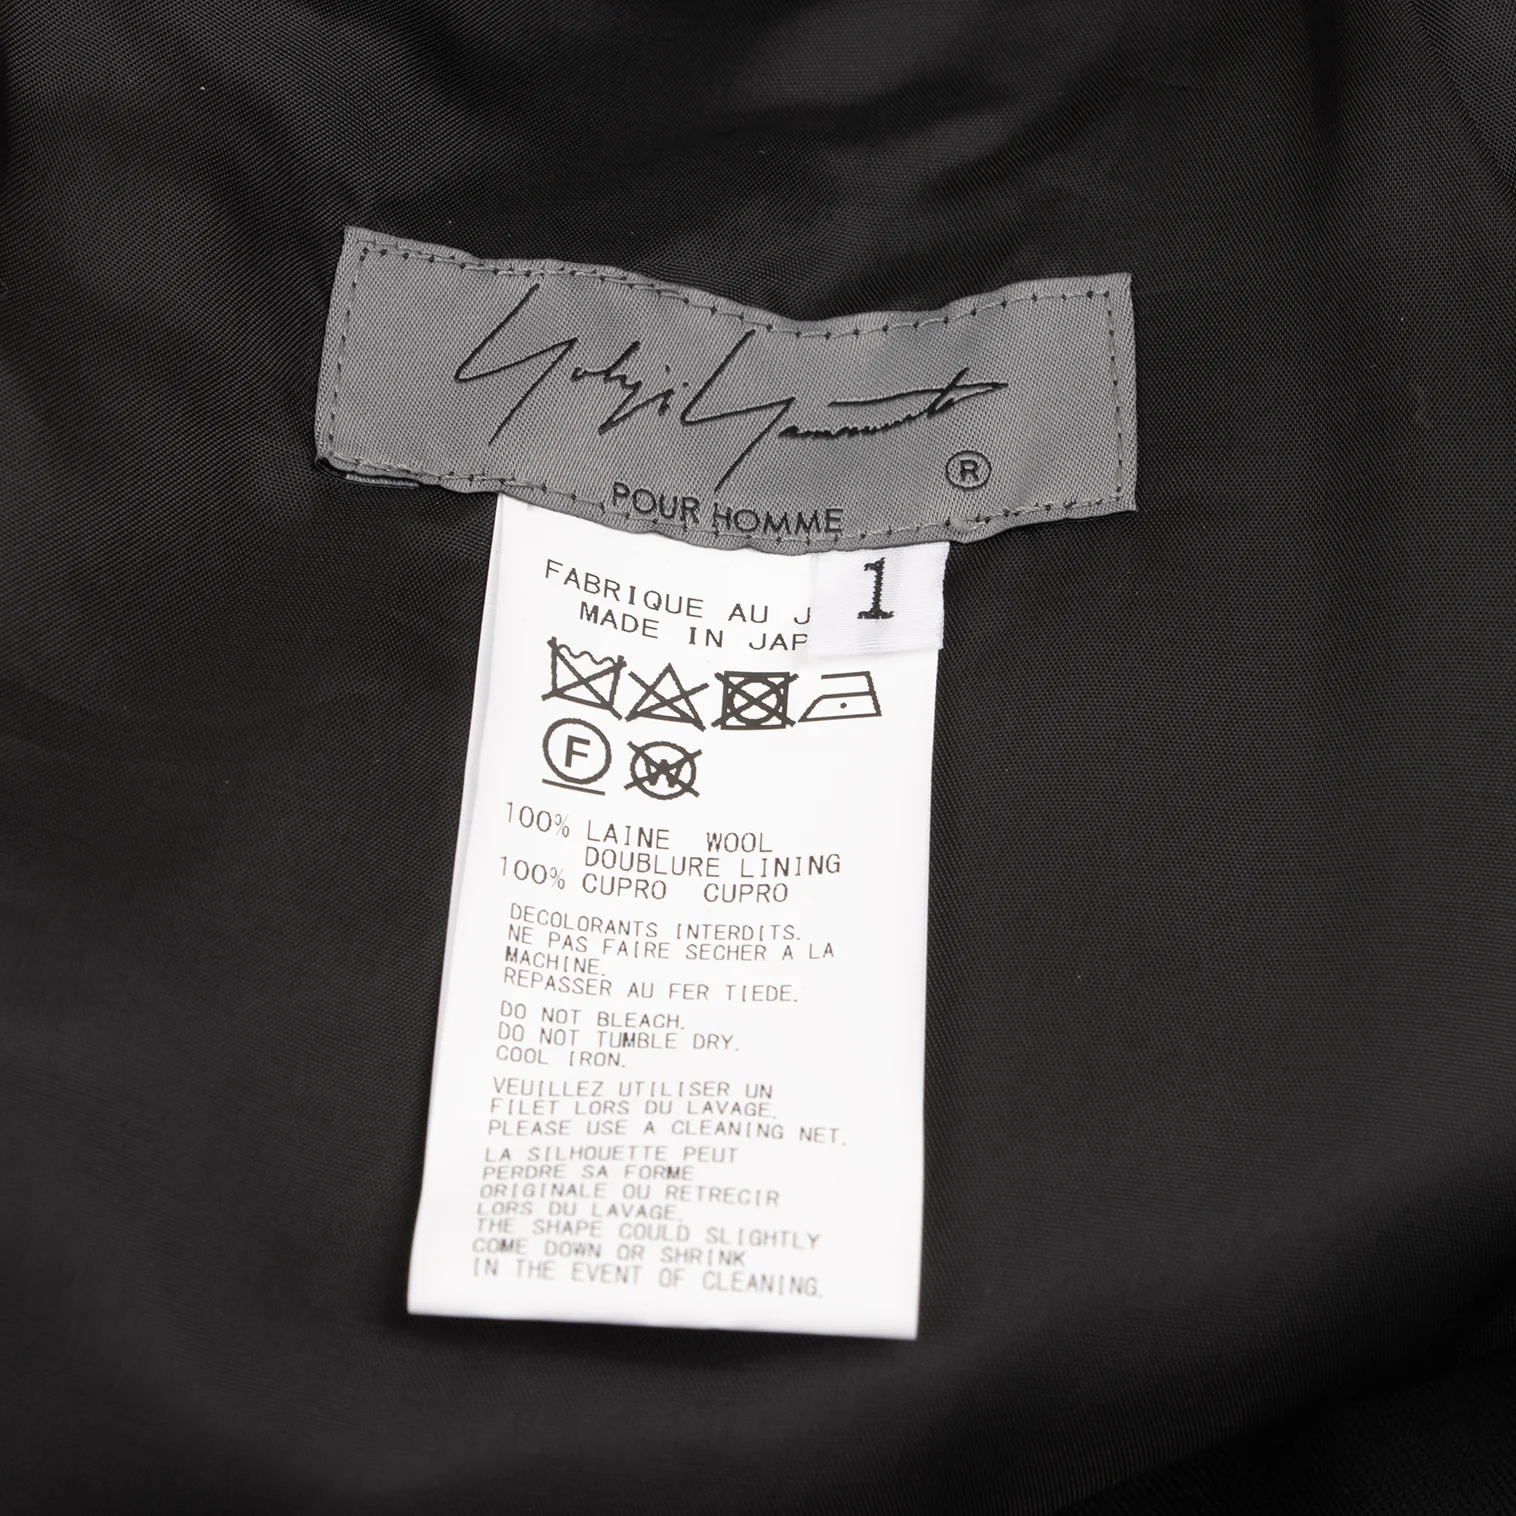 Yohji Yamamoto
®
POUR HOMME
1
FABRIQUE AU J
MADE IN JAP
F W
100% LAINE WOOL
DOUBLURE LINING
100% CUPRO CUPRO
DECOLORANTS INTERDITS.
NE PAS FAIRE SECHER A LA
MACHINE.
REPASSER AU FER TIEDE.
DO NOT BLEACH.
DO NOT TUMBLE DRY.
COOL IRON.
VEUILLEZ UTILISER UN
FILET LORS DU LAVAGE.
PLEASE USE A CLEANING NET.
LA SILHOUETTE PEUT
PERDRE SA FORME
ORIGINALE OU RETRECIR
LORS DU LAVAGE.
THE SHAPE COULD SLIGHTLY
COME DOWN OR SHRINK
IN THE EVENT OF CLEANING.